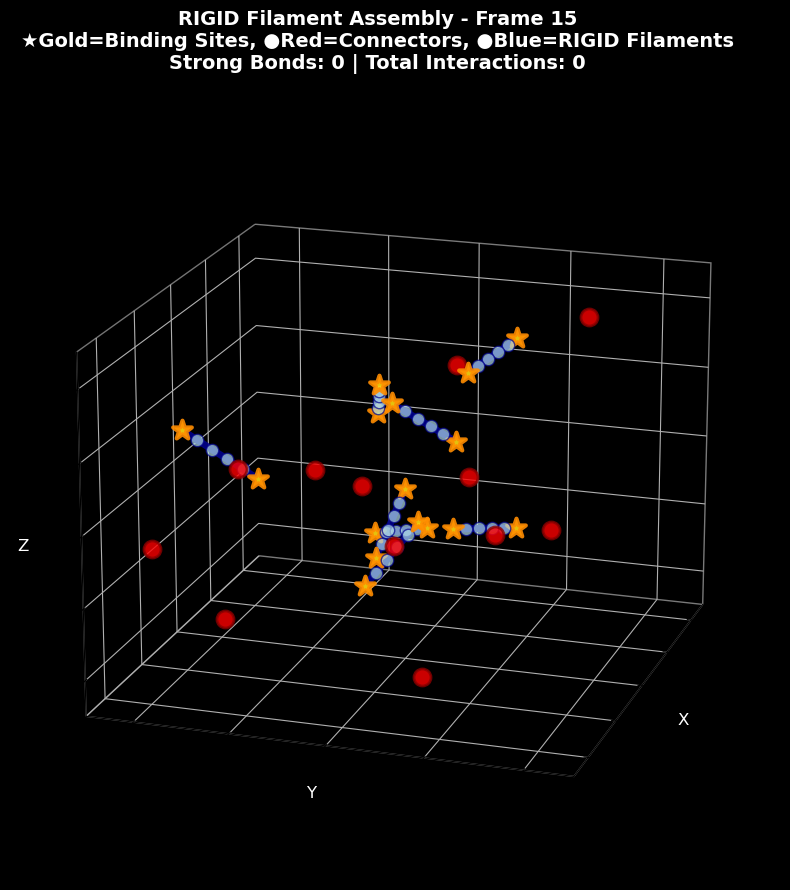 RIGID Filament Assembly - Frame 15
★Gold=Binding Sites, ●Red=Connectors, ●Blue=RIGID Filaments
Strong Bonds: 0 | Total Interactions: 0
Z
X
Y